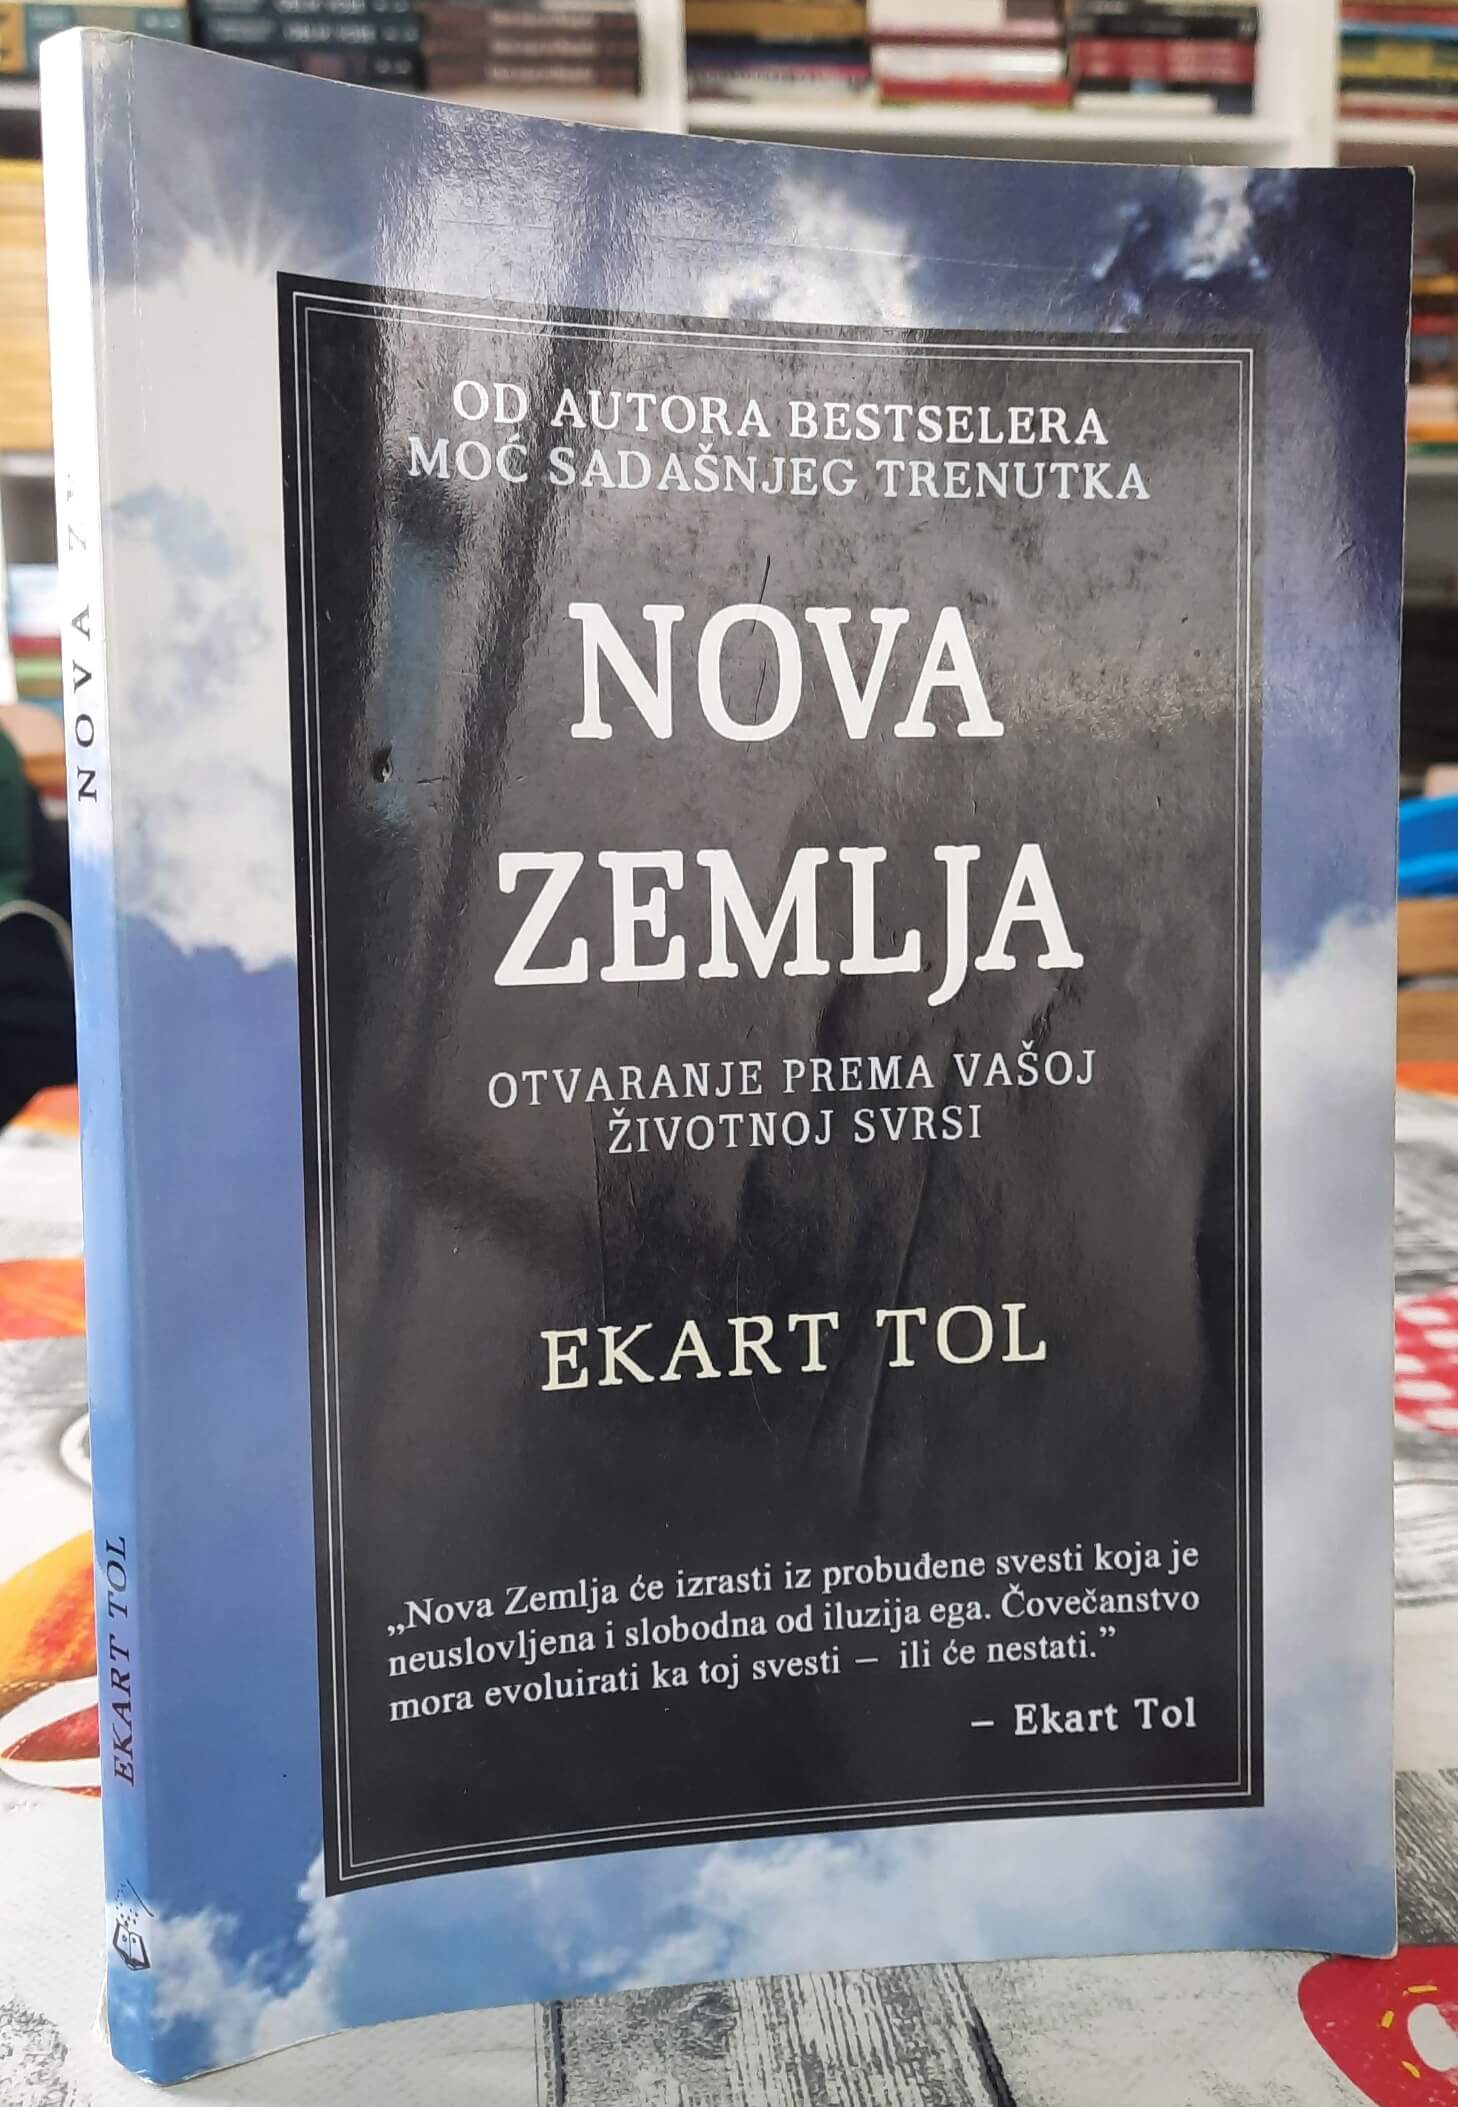 OD AUTORA BESTSELERA
MOĆ SADAŠNJEG TRENUTKA
NOVA
ZEMLJA
OTVARANJE PREMA VAŠOJ
ŽIVOTNOJ SVRSI
EKART TOL
„Nova Zemlja će izrasti iz probuđene svesti koja je
neuslovljena i slobodna od iluzija ega. Čovečanstvo
mora evoluirati ka toj svesti – ili će nestati.”
– Ekart Tol
NOVA
EKART TOL